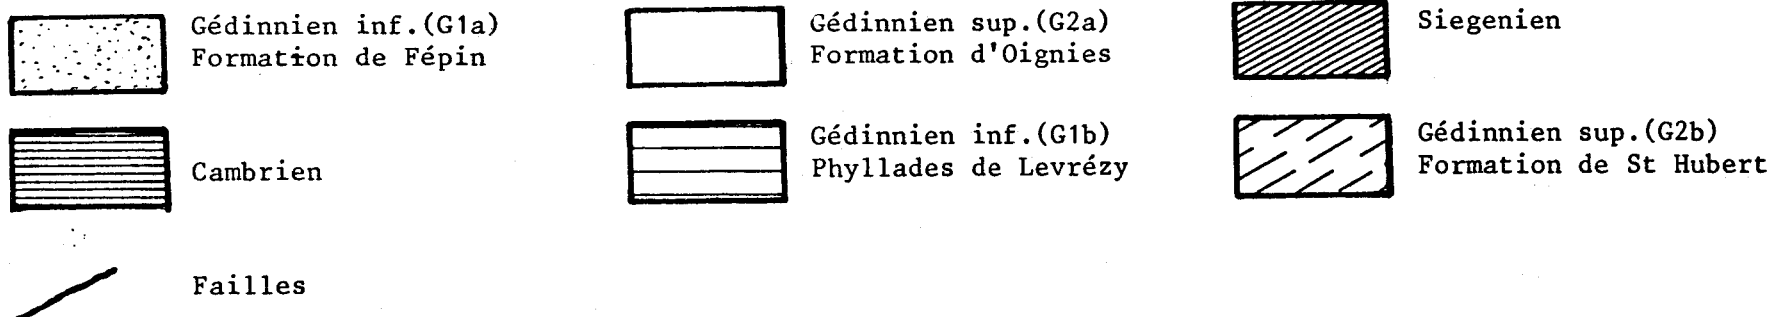 Gédinnien inf.(G1a)
Formation de Fépin
Cambrien
Failles
Gédinnien sup.(G2a)
Formation d'Oignies
Gédinnien inf.(G1b)
Phyllades de Levrézy
Siegenien
Gédinnien sup.(G2b)
Formation de St Hubert